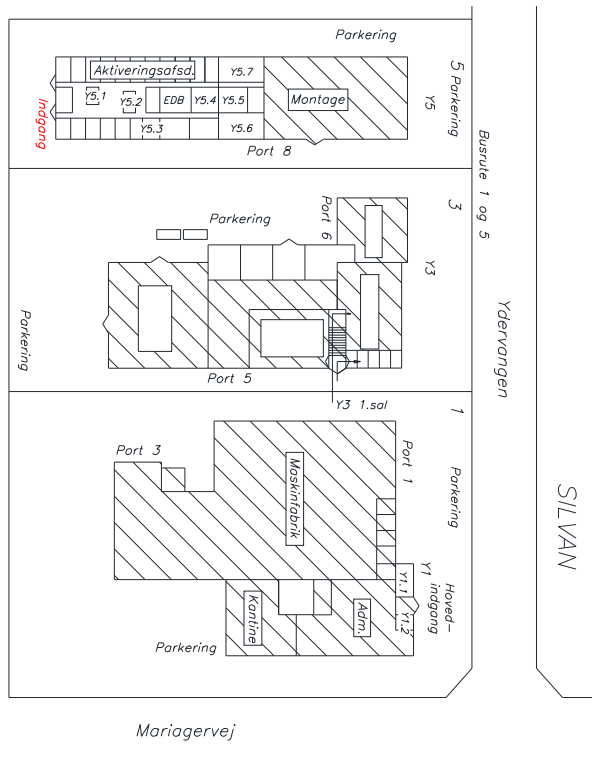 Parkering
5
Parkering
Y5
Aktiveringsafsd.
Y5.7
Y5.1
Y5.2
EDB
Y5.4
Y5.5
Montage
Y5.3
Y5.6
Indgang
Port 8
Busrute 1 og 5
3
Y3
Port 6
Parkering
Ydervangen
Parkering
Port 5
Y3 1.sal
1
Port 3
Maskinfabrik
Port 1
Parkering
SILVAN
Y1
Hoved-
indgang
Y1.1
Y1.2
Kantine
Adm.
Parkering
Mariagervej